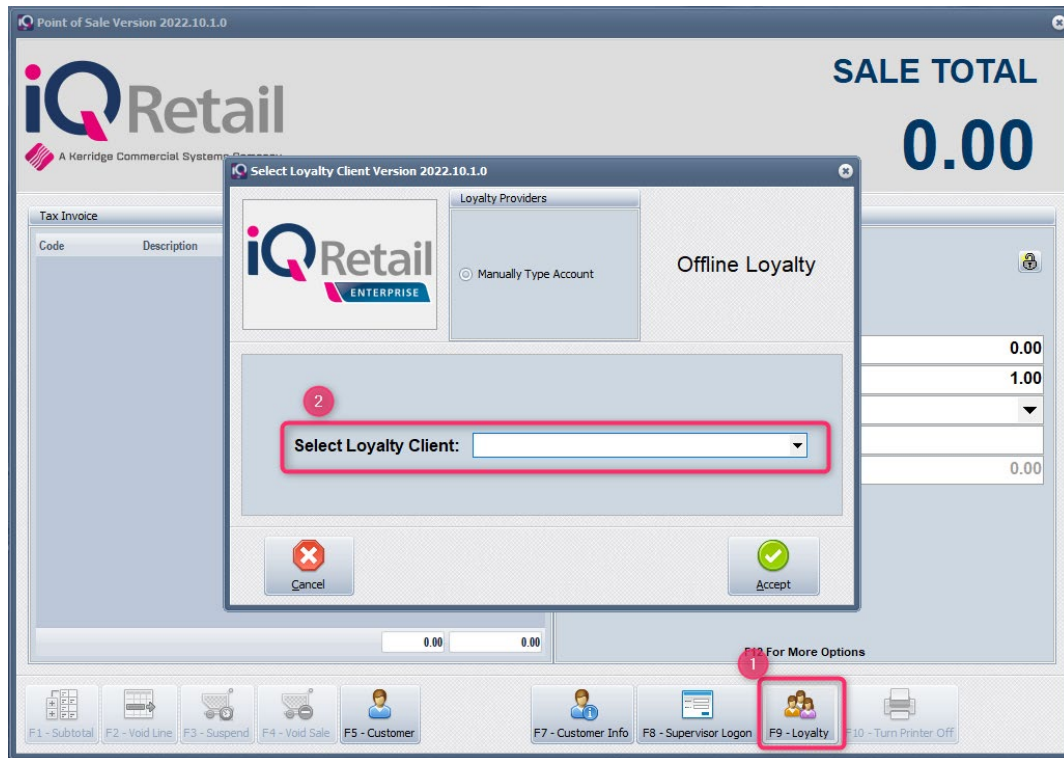 Point of Sale Version 2022.10.1.0
iQ Retail
A Kerridge Commercial Systems Company
SALE TOTAL
0.00
Tax Invoice
Code Description
Select Loyalty Client Version 2022.10.1.0
iQ Retail
ENTERPRISE
Loyalty Providers
Manually Type Account
Offline Loyalty
2
Select Loyalty Client:
Cancel
Accept
0.00
1.00
0.00
0.00 0.00
F12 For More Options
1
F1 - Subtotal
F2 - Void Line
F3 - Suspend
F4 - Void Sale
F5 - Customer
F7 - Customer Info
F8 - Supervisor Logon
F9 - Loyalty
F10 - Turn Printer Off